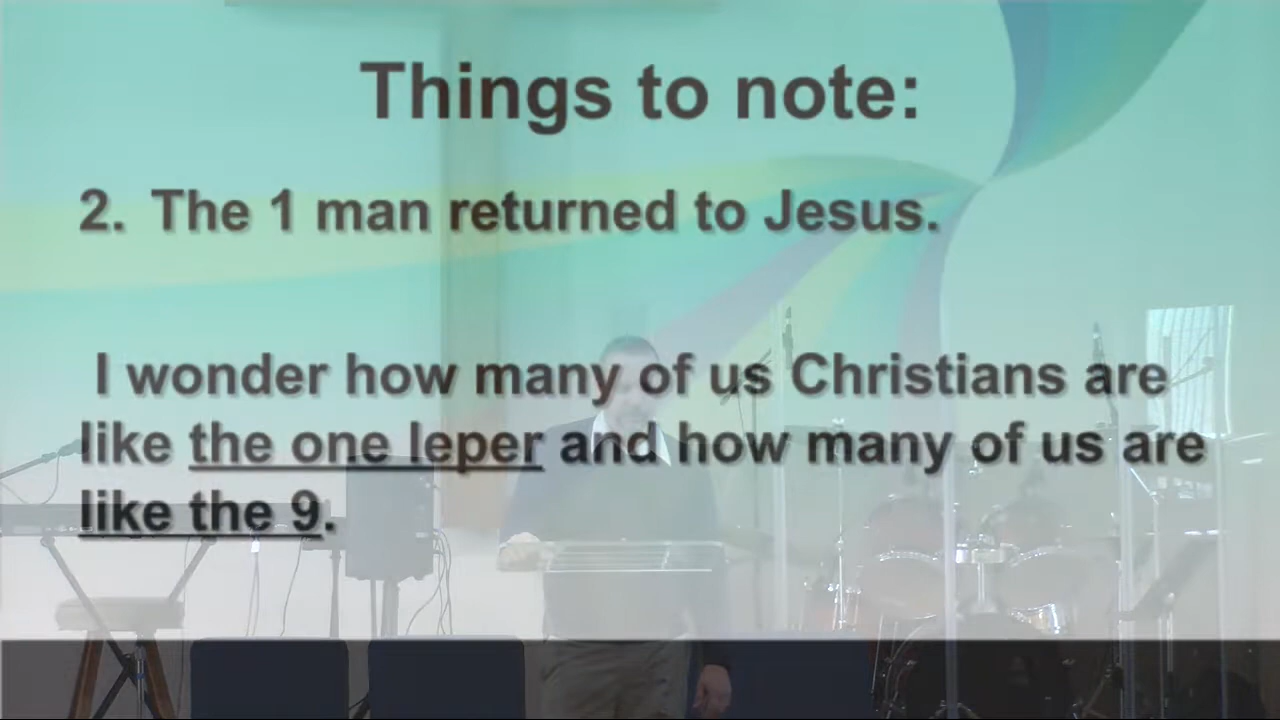 Things to note:
2. The 1 man returned to Jesus.
I wonder how many of us Christians are
like the one leper and how many of us are
like the 9.